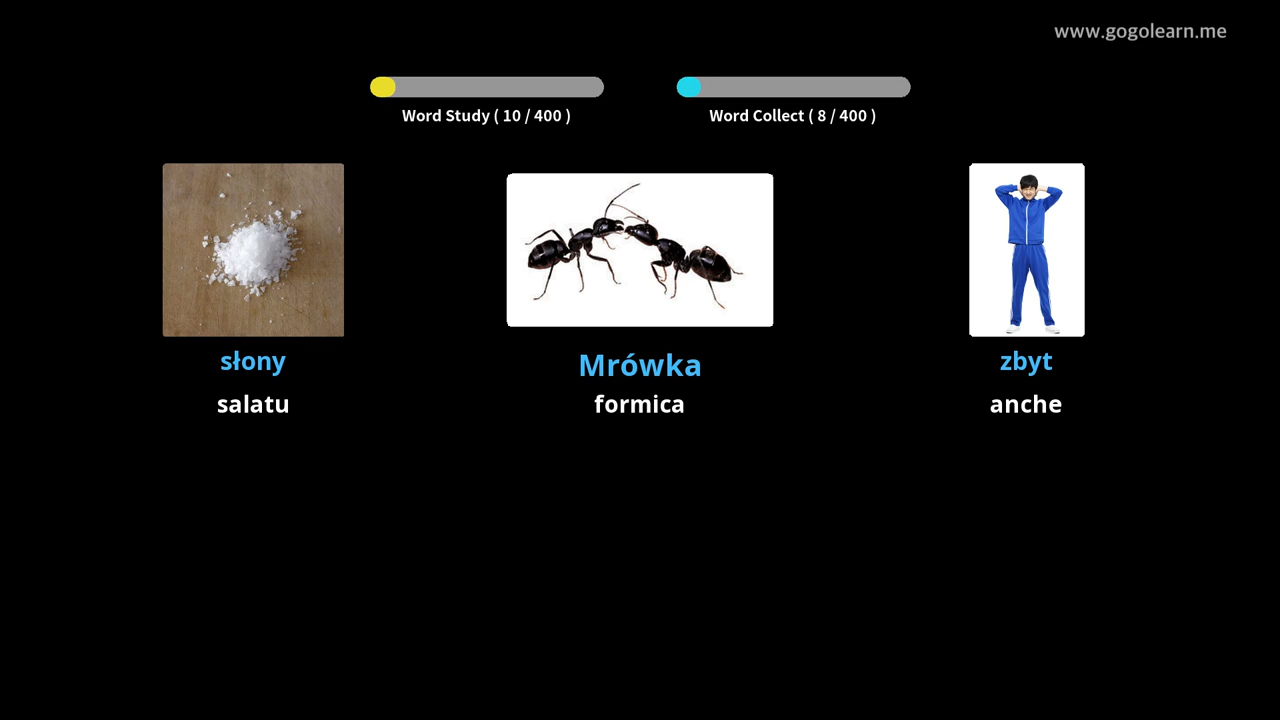 www.gogolearn.me
Word Study ( 10 / 400 )
Word Collect ( 8 / 400 )
słony
Mrówka
zbyt
salatu
formica
anche